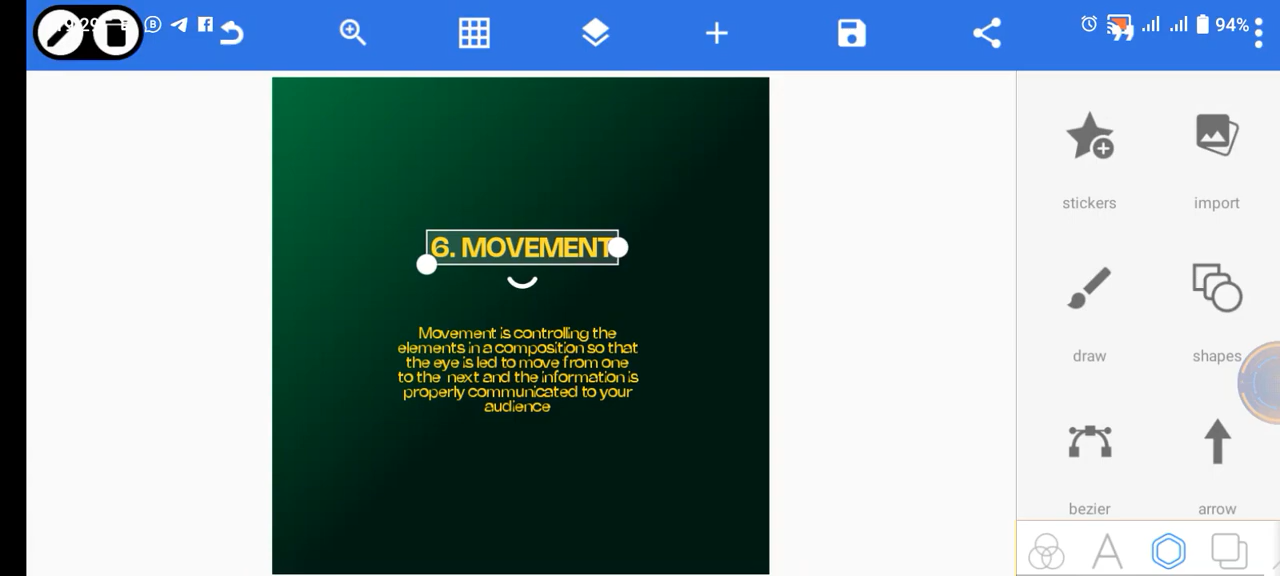 94%
stickers
import
6. MOVEMENT
Movement is controlling the
elements in a composition so that
the eye is led to move from one
to the next and the information is
properly communicated to your
audience
draw
shapes
bezier
arrow